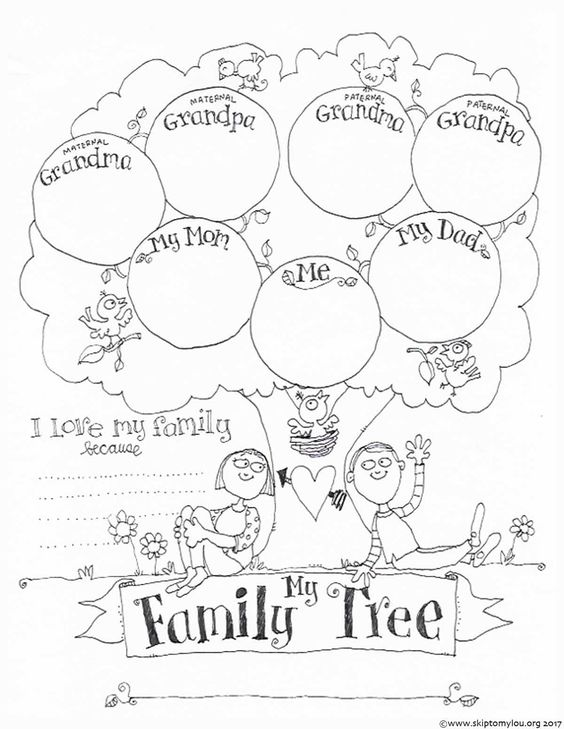 MATERNAL
Grandma
MATERNAL
Grandpa
PATERNAL
Grandma
PATERNAL
Grandpa
My Mom
Me
My Dad
I Love my family
because
My
Family Tree
©www.skiptomylou.org 2017